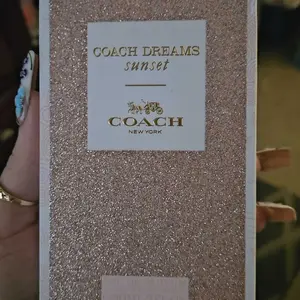 COACH DREAMS
sunset
COACH
NEW YORK